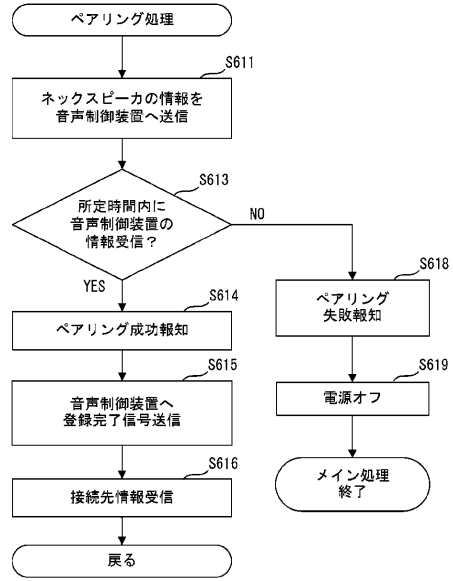 ペアリング処理
S611
ネックスピーカの情報を
音声制御装置へ送信
S613
所定時間内に
音声制御装置の
情報受信？
NO
YES
S614
ペアリング成功報知
S615
音声制御装置へ
登録完了信号送信
S616
接続先情報受信
戻る
S618
ペアリング
失敗報知
S619
電源オフ
メイン処理
終了